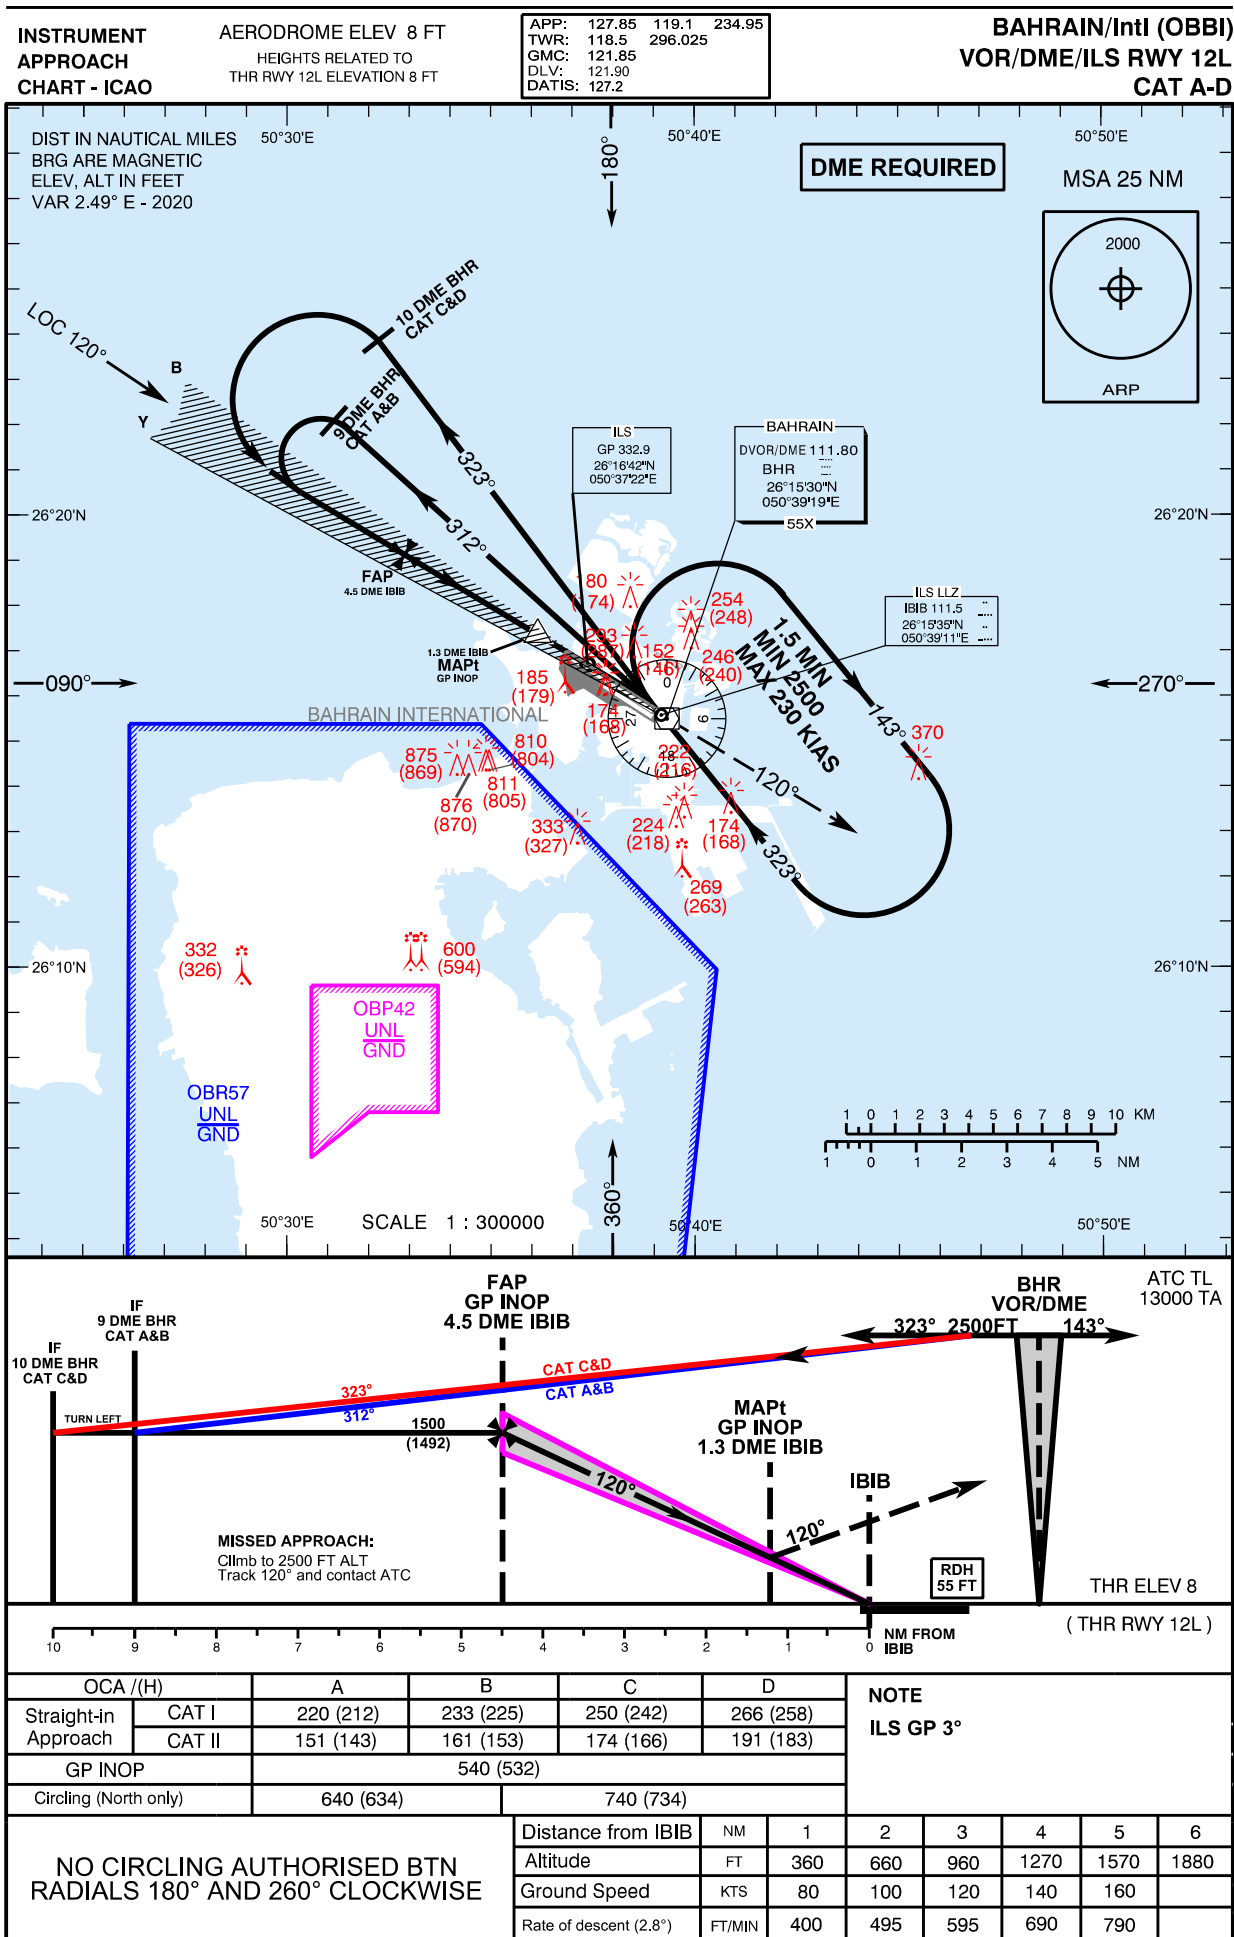 INSTRUMENT
APPROACH
CHART - ICAO
AERODROME ELEV 8 FT
HEIGHTS RELATED TO
THR RWY 12L ELEVATION 8 FT
APP: 127.85 119.1 234.95
TWR: 118.5 296.025
GMC: 121.85
DLV: 121.90
DATIS: 127.2
BAHRAIN/Intl (OBBI)
VOR/DME/ILS RWY 12L
CAT A-D
DIST IN NAUTICAL MILES
BRG ARE MAGNETIC
ELEV, ALT IN FEET
VAR 2.49° E - 2020
50°30'E
180°
50°40'E
50°50'E
DME REQUIRED
MSA 25 NM
2000
ARP
LOC 120°
B
Y
10 DME BHR
CAT C&D
9 DME BHR
CAT A&B
323°
312°
ILS
GP 332.9
26°16'42"N
050°37'22"E
BAHRAIN
DVOR/DME 111.80
BHR
26°15'30"N
050°39'19"E
55X
26°20'N
26°20'N
FAP
4.5 DME IBIB
80
(74)
254
(248)
ILS LLZ
IBIB 111.5
26°15'35"N
050°39'11"E
293
(287)
152
(146)
246
(240)
1.5 MIN
MIN 2500
MAX 230 KIAS
1.3 DME IBIB
MAPt
GP INOP
185
(179)
174
(168)
0
27
9
18
090°
270°
BAHRAIN INTERNATIONAL
143°
370
875
(869)
810
(804)
811
(805)
876
(870)
222
(216)
120°
333
(327)
224
(218)
174
(168)
323°
269
(263)
332
(326)
600
(594)
26°10'N
26°10'N
OBP42
UNL
GND
OBR57
UNL
GND
1 0 1 2 3 4 5 6 7 8 9 10 KM
1 0 1 2 3 4 5 NM
360°
50°30'E
SCALE 1 : 300000
50°40'E
50°50'E
FAP
GP INOP
4.5 DME IBIB
BHR
VOR/DME
ATC TL
13000 TA
IF
9 DME BHR
CAT A&B
IF
10 DME BHR
CAT C&D
323° 2500FT 143°
CAT C&D
CAT A&B
323°
312°
TURN LEFT
1500
(1492)
MAPt
GP INOP
1.3 DME IBIB
120°
IBIB
120°
MISSED APPROACH:
Climb to 2500 FT ALT
Track 120° and contact ATC
RDH
55 FT
THR ELEV 8
( THR RWY 12L )
10 9 8 7 6 5 4 3 2 1 0
NM FROM
IBIB
OCA /(H) A B C D
Straight-in
Approach
CAT I 220 (212) 233 (225) 250 (242) 266 (258)
CAT II 151 (143) 161 (153) 174 (166) 191 (183)
GP INOP 540 (532)
Circling (North only) 640 (634) 740 (734)
NOTE
ILS GP 3°
NO CIRCLING AUTHORISED BTN
RADIALS 180° AND 260° CLOCKWISE
Distance from IBIB NM 1 2 3 4 5 6
Altitude FT 360 660 960 1270 1570 1880
Ground Speed KTS 80 100 120 140 160
Rate of descent (2.8°) FT/MIN 400 495 595 690 790